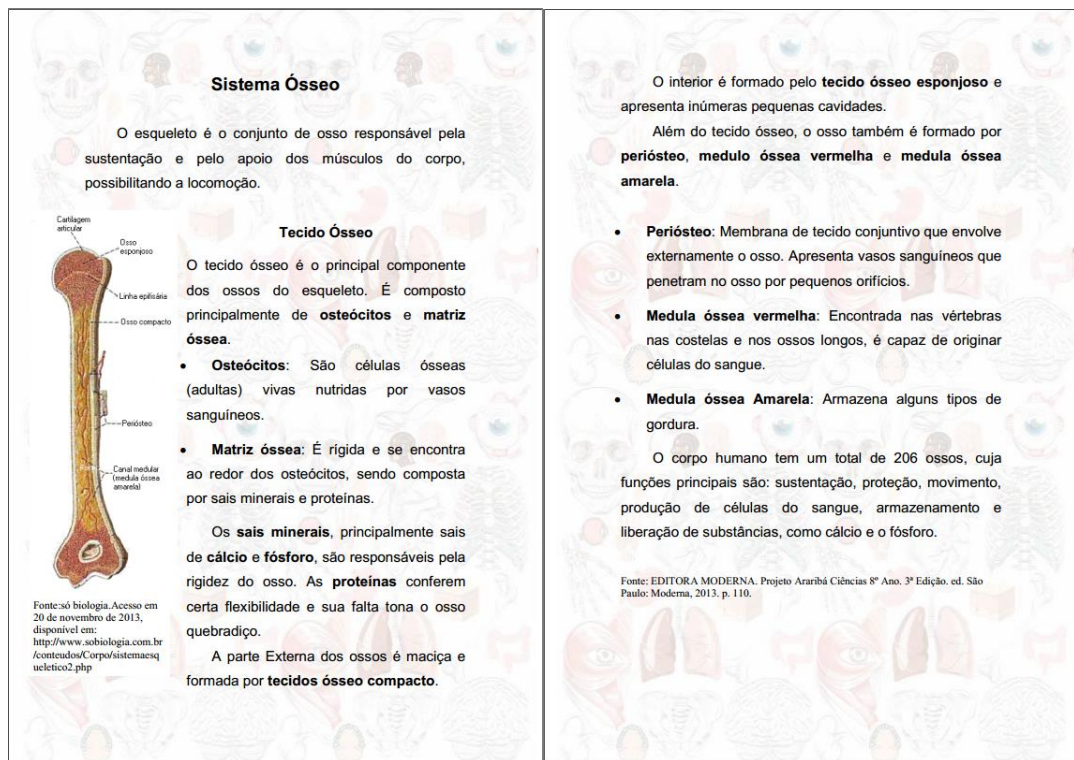 Sistema Ósseo
O esqueleto é o conjunto de osso responsável pela
sustentação e pelo apoio dos músculos do corpo,
possibilitando a locomoção.
Cartilagem
articular
Osso
esponjoso
Linha epifisária
Osso compacto
Periósteo
Canal medular
(medula óssea
amarela)
Fonte:só biologia.Acesso em
20 de novembro de 2013,
disponível em:
http://www.sobiologia.com.br
/conteudos/Corpo/sistemaesq
ueletico2.php
Tecido Ósseo
O tecido ósseo é o principal componente
dos ossos do esqueleto. É composto
principalmente de osteócitos e matriz
óssea.
• Osteócitos: São células ósseas
(adultas) vivas nutridas por vasos
sanguíneos.
• Matriz óssea: É rígida e se encontra
ao redor dos osteócitos, sendo composta
por sais minerais e proteínas.
Os sais minerais, principalmente sais
de cálcio e fósforo, são responsáveis pela
rigidez do osso. As proteínas conferem
certa flexibilidade e sua falta tona o osso
quebradiço.
A parte Externa dos ossos é maciça e
formada por tecidos ósseo compacto.
O interior é formado pelo tecido ósseo esponjoso e
apresenta inúmeras pequenas cavidades.
Além do tecido ósseo, o osso também é formado por
periósteo, medulo óssea vermelha e medula óssea
amarela.
• Periósteo: Membrana de tecido conjuntivo que envolve
externamente o osso. Apresenta vasos sanguíneos que
penetram no osso por pequenos orifícios.
• Medula óssea vermelha: Encontrada nas vértebras
nas costelas e nos ossos longos, é capaz de originar
células do sangue.
• Medula óssea Amarela: Armazena alguns tipos de
gordura.
O corpo humano tem um total de 206 ossos, cuja
funções principais são: sustentação, proteção, movimento,
produção de células do sangue, armazenamento e
liberação de substâncias, como cálcio e o fósforo.
Fonte: EDITORA MODERNA. Projeto Araribá Ciências 8º Ano. 3ª Edição. ed. São
Paulo: Moderna, 2013. p. 110.